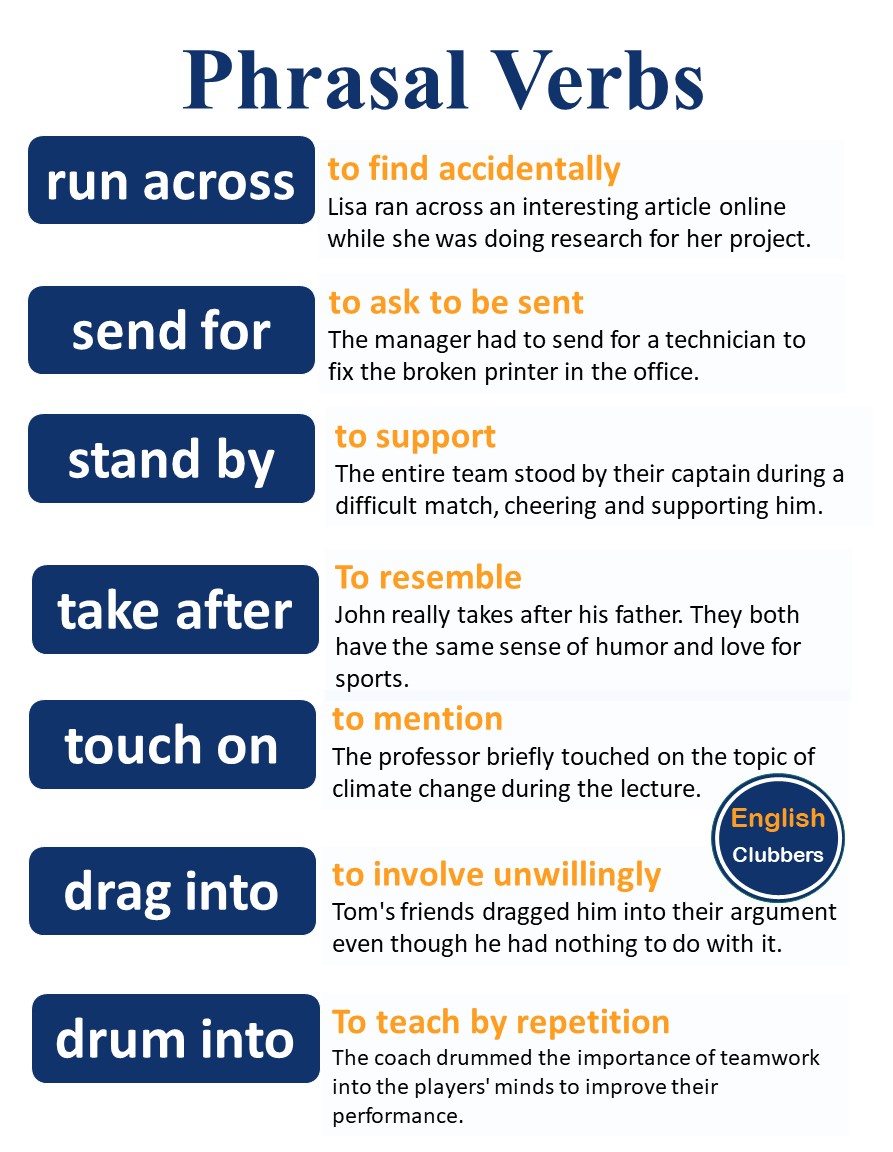 Phrasal Verbs
run across
to find accidentally
Lisa ran across an interesting article online
while she was doing research for her project.
send for
to ask to be sent
The manager had to send for a technician to
fix the broken printer in the office.
stand by
to support
The entire team stood by their captain during a
difficult match, cheering and supporting him.
take after
To resemble
John really takes after his father. They both
have the same sense of humor and love for
sports.
touch on
to mention
The professor briefly touched on the topic of
climate change during the lecture.
English
Clubbers
drag into
to involve unwillingly
Tom's friends dragged him into their argument
even though he had nothing to do with it.
drum into
To teach by repetition
The coach drummed the importance of teamwork
into the players' minds to improve their
performance.